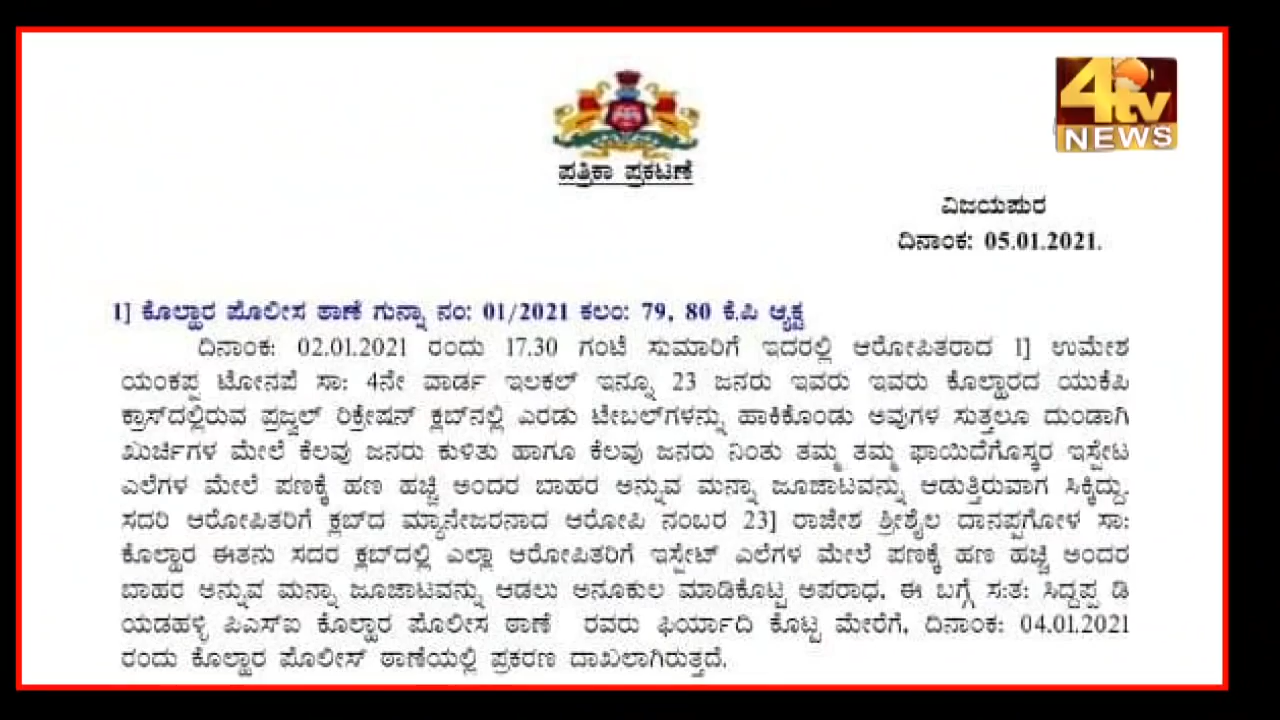 4tv
NEWS
ಪತ್ರಿಕಾ ಪ್ರಕಟಣೆ
ವಿಜಯಪುರ
ದಿನಾಂಕ: 05.01.2021.
1] ಕೊಲ್ಹಾರ ಪೊಲೀಸ ಠಾಣೆ ಗುನ್ನಾ ನಂ: 01/2021 ಕಲಂ: 79, 80 ಕೆ.ಪಿ ಆ್ಯಕ್ಟ
ದಿನಾಂಕ: 02.01.2021 ರಂದು 17.30 ಗಂಟೆ ಸುಮಾರಿಗೆ ಇದರಲ್ಲಿ ಆರೋಪಿತರಾದ 1] ಉಮೇಶ
ಯಂಕಪ್ಪ ಟೋನಪೆ ಸಾ: 4ನೇ ವಾರ್ಡ ಇಲಕಲ್ ಇನ್ನೂ 23 ಜನರು ಇವರು ಇವರು ಕೊಲ್ಹಾರದ ಯುಕೆಪಿ
ಕ್ರಾಸ್‌ದಲ್ಲಿರುವ ಪ್ರಜ್ವಲ್ ರಿಕ್ರೇಷನ್ ಕ್ಲಬ್‌ನಲ್ಲಿ ಎರಡು ಟೇಬಲ್‌ಗಳನ್ನು ಹಾಕಿಕೊಂಡು ಅವುಗಳ ಸುತ್ತಲೂ ದುಂಡಾಗಿ
ಖುರ್ಚಿಗಳ ಮೇಲೆ ಕೆಲವು ಜನರು ಕುಳಿತು ಹಾಗೂ ಕೆಲವು ಜನರು ನಿಂತು ತಮ್ಮ ತಮ್ಮ ಫಾಯಿದೆಗೊಸ್ಕರ ಇಸ್ಪೇಟ
ಎಲೆಗಳ ಮೇಲೆ ಪಣಕ್ಕೆ ಹಣ ಹಚ್ಚಿ ಅಂದರ ಬಾಹರ ಅನ್ನುವ ಮನ್ನಾ ಜೂಜಾಟವನ್ನು ಆಡುತ್ತಿರುವಾಗ ಸಿಕ್ಕಿದ್ದು.
ಸದರಿ ಆರೋಪಿತರಿಗೆ ಕ್ಲಬ್‌ದ ಮ್ಯಾನೇಜರನಾದ ಆರೋಪಿ ನಂಬರ 23] ರಾಜೇಶ ಶ್ರೀಶೈಲ ದಾನಪ್ಪಗೋಳ ಸಾ:
ಕೊಲ್ಹಾರ ಈತನು ಸದರ ಕ್ಲಬ್‌ದಲ್ಲಿ ಎಲ್ಲಾ ಆರೋಪಿತರಿಗೆ ಇಸ್ಪೇಟ್ ಎಲೆಗಳ ಮೇಲೆ ಪಣಕ್ಕೆ ಹಣ ಹಚ್ಚಿ ಅಂದರ
ಬಾಹರ ಅನ್ನುವ ಮನ್ನಾ ಜೂಜಾಟವನ್ನು ಆಡಲು ಅನೂಕುಲ ಮಾಡಿಕೊಟ್ಟ ಅಪರಾಧ. ಈ ಬಗ್ಗೆ ಸ:ತ: ಸಿದ್ದಪ್ಪ ಡಿ
ಯಡಹಳ್ಳಿ ಪಿಎಸ್ಐ ಕೊಲ್ಹಾರ ಪೊಲೀಸ ಠಾಣೆ ರವರು ಫಿರ್ಯಾದಿ ಕೊಟ್ಟ ಮೇರೆಗೆ, ದಿನಾಂಕ: 04.01.2021
ರಂದು ಕೊಲ್ಹಾರ ಪೊಲೀಸ್ ಠಾಣೆಯಲ್ಲಿ ಪ್ರಕರಣ ದಾಖಲಾಗಿರುತ್ತದೆ.